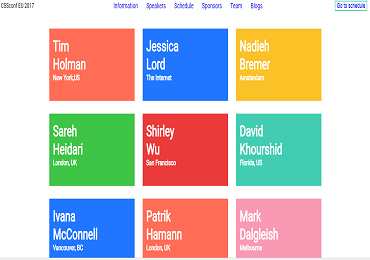 CSSconf EU 2017
Information Speakers Schedule Sponsors Team Blogs
Go to schedule
Tim
Holman
New York,US
Jessica
Lord
The Internet
Nadieh
Bremer
Amsterdam
Sareh
Heidari
London, UK
Shirley
Wu
San Francisco
David
Khourshid
Florida, US
Ivana
McConnell
Vancouver, BC
Patrik
Hamann
London, UK
Mark
Dalgleish
Melbourne